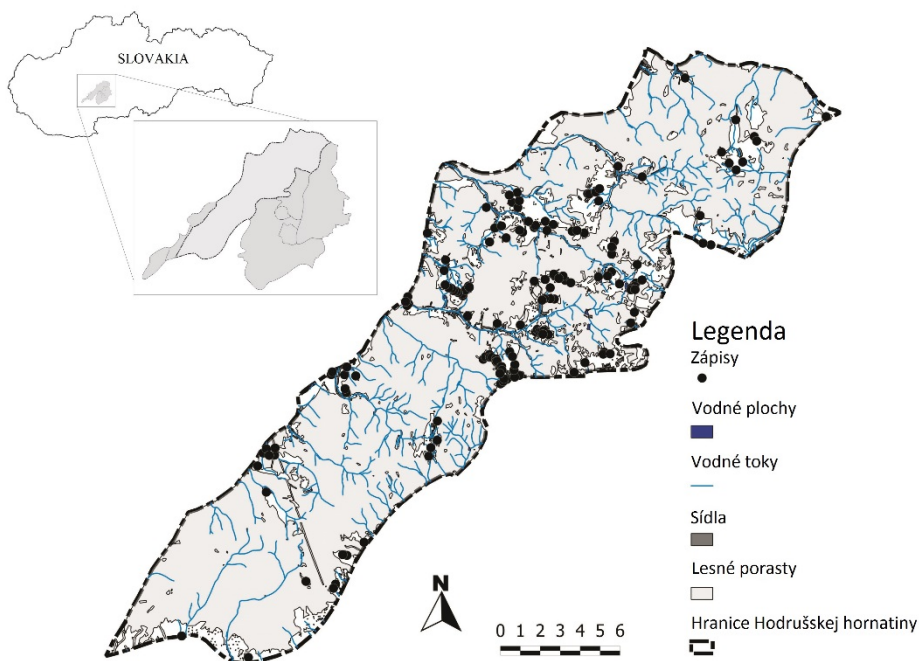 SLOVAKIA
Legenda
Zápisy
Vodné plochy
Vodné toky
Sídla
Lesné porasty
Hranice Hodrušskej hornatiny
N
0 1 2 3 4 5 6